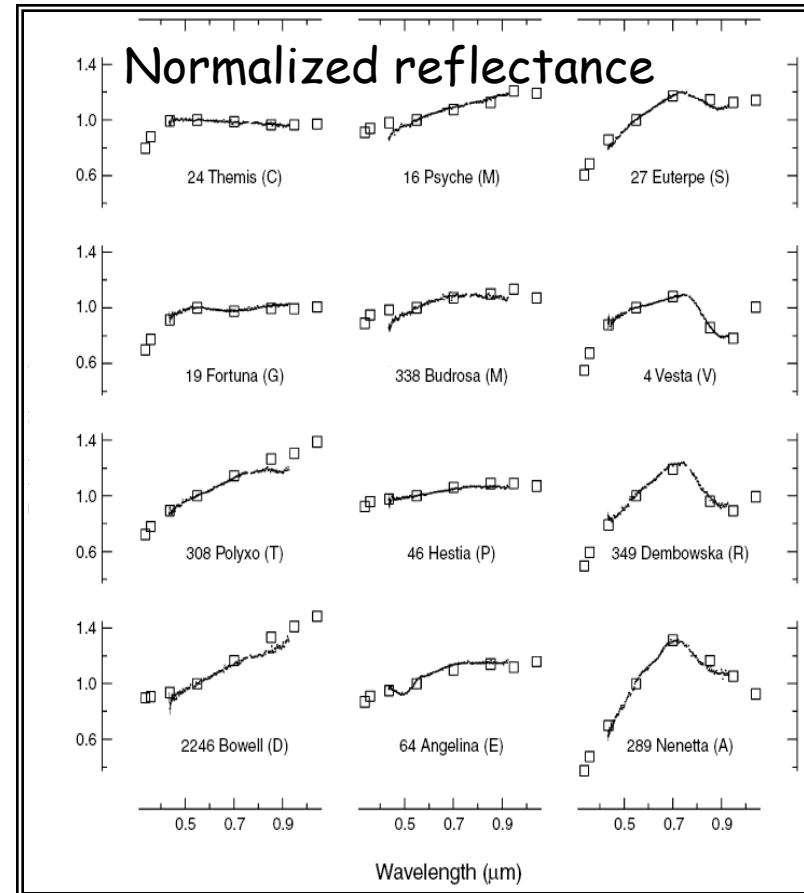 Normalized reflectance
1.4
1.0
0.6
24 Themis (C)
16 Psyche (M)
27 Euterpe (S)
1.4
1.0
0.6
19 Fortuna (G)
338 Budrosa (M)
4 Vesta (V)
1.4
1.0
0.6
308 Polyxo (T)
46 Hestia (P)
349 Dembowska (R)
1.4
1.0
0.6
2246 Bowell (D)
64 Angelina (E)
289 Nenetta (A)
0.5 0.7 0.9 0.5 0.7 0.9 0.5 0.7 0.9
Wavelength (μm)